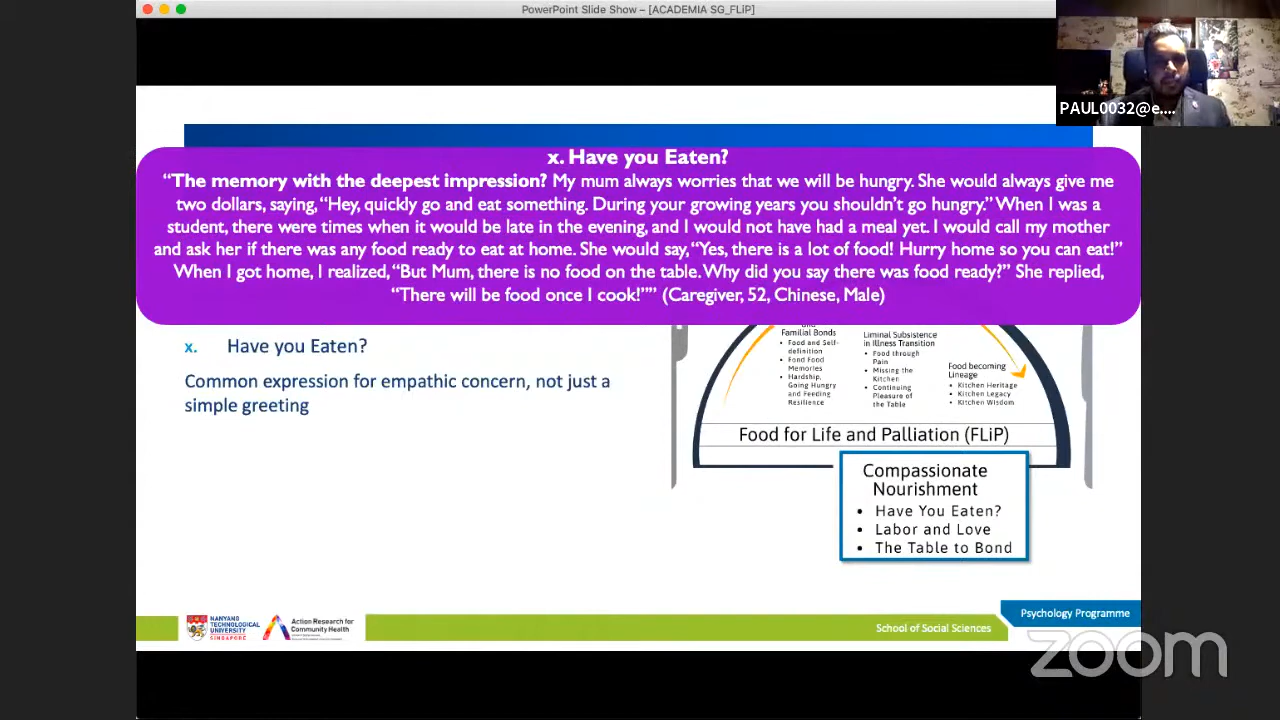 PowerPoint Slide Show – [ACADEMIA SG_FLiP]
PAUL0032@e....
x. Have you Eaten?
“The memory with the deepest impression? My mum always worries that we will be hungry. She would always give me
two dollars, saying, “Hey, quickly go and eat something. During your growing years you shouldn’t go hungry.” When I was a
student, there were times when it would be late in the evening, and I would not have had a meal yet. I would call my mother
and ask her if there was any food ready to eat at home. She would say, “Yes, there is a lot of food! Hurry home so you can eat!”
When I got home, I realized, “But Mum, there is no food on the table. Why did you say there was food ready?” She replied,
“There will be food once I cook!”” (Caregiver, 52, Chinese, Male)
x. Have you Eaten?
Common expression for empathic concern, not just a
simple greeting
and
Familial Bonds
• Food and Self-
definition
• Fond Food
Memories
• Hardship,
Going Hungry
and Feeding
Resilience
Liminal Subsistence
in Illness Transition
• Food through
Pain
• Missing the
Kitchen
• Continuing
Pleasure of
the Table
Food becoming
Lineage
• Kitchen Heritage
• Kitchen Legacy
• Kitchen Wisdom
Food for Life and Palliation (FLiP)
Compassionate
Nourishment
• Have You Eaten?
• Labor and Love
• The Table to Bond
NANYANG
TECHNOLOGICAL
UNIVERSITY
SINGAPORE
Action Research for
Community Health
School of Social Sciences
Psychology Programme
zoom